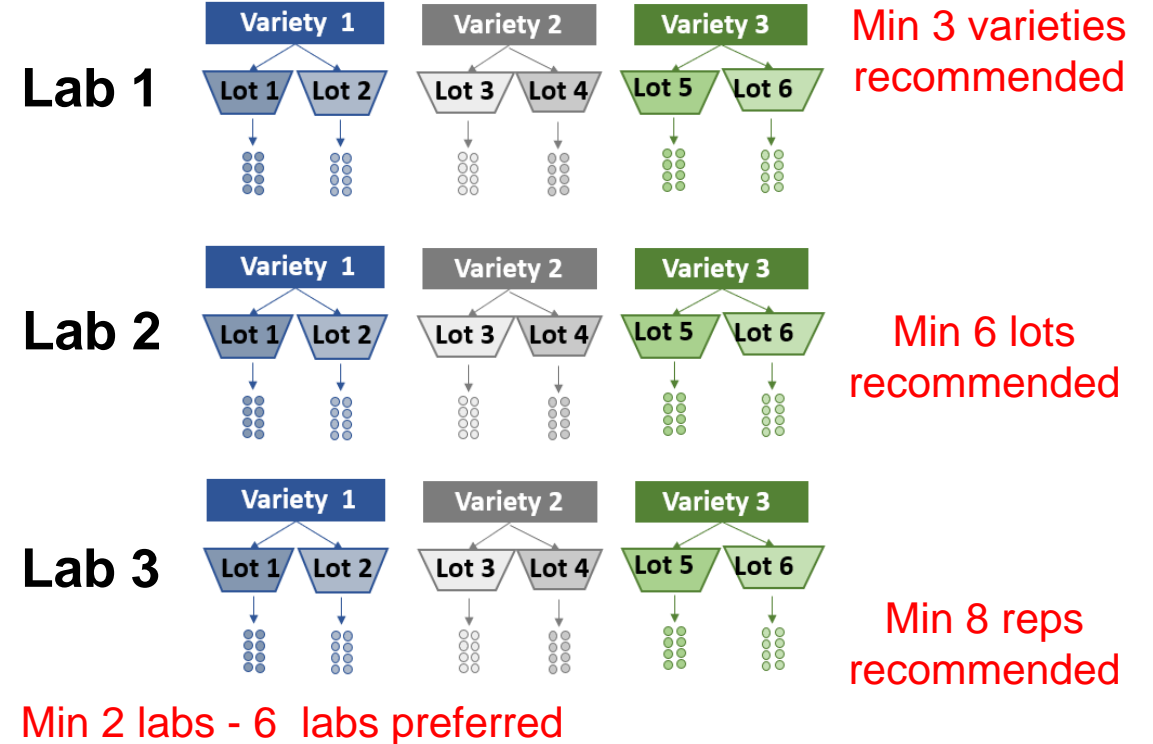 Variety 1 Variety 2 Variety 3
Min 3 varieties
recommended
Lab 1
Lot 1 Lot 2 Lot 3 Lot 4 Lot 5 Lot 6
Variety 1 Variety 2 Variety 3
Lab 2
Lot 1 Lot 2 Lot 3 Lot 4 Lot 5 Lot 6
Min 6 lots
recommended
Variety 1 Variety 2 Variety 3
Lab 3
Lot 1 Lot 2 Lot 3 Lot 4 Lot 5 Lot 6
Min 8 reps
recommended
Min 2 labs - 6 labs preferred